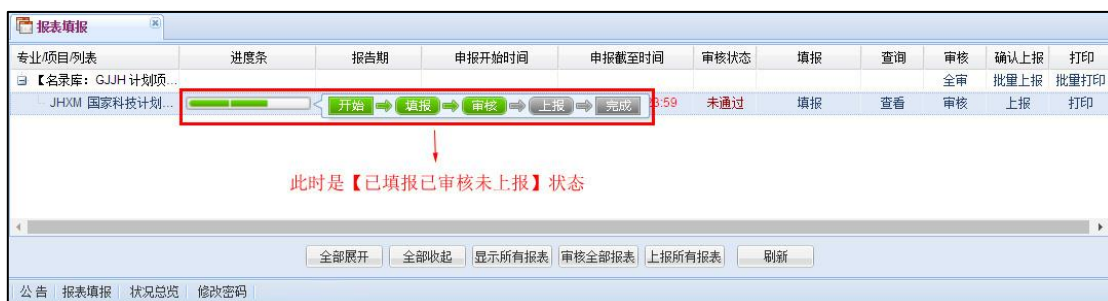 报表填报
专业/项目/列表 进度条 报告期 申报开始时间 申报截至时间 审核状态 填报 查询 审核 确认上报 打印
【名录库：GJJH 计划项... 全审 批量上报 批量打印
JHXM 国家科技计划... 开始 填报 审核 上报 完成 3:59 未通过 填报 查看 审核 上报 打印
此时是【已填报已审核未上报】状态
全部展开 全部收起 显示所有报表 审核全部报表 上报所有报表 刷新
公告 报表填报 状况总览 修改密码